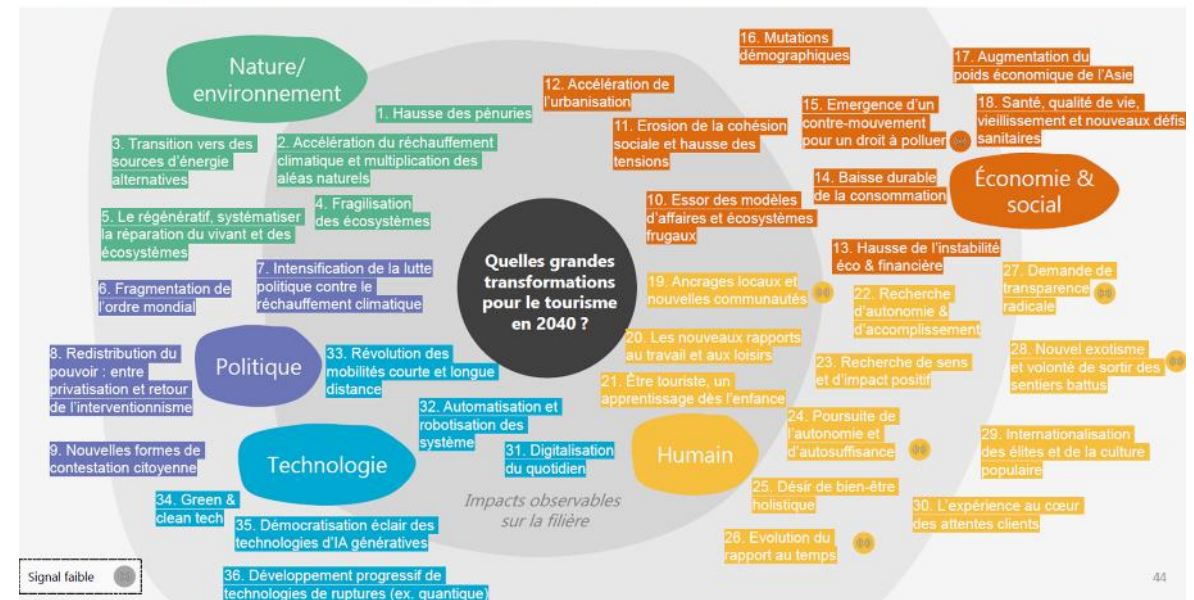 Nature/
environnement
1. Hausse des pénuries
3. Transition vers des
sources d'énergie
alternatives
2. Accélération du réchauffement
climatique et multiplication des
aléas naturels
4. Fragilisation
des écosystèmes
5. Le régénératif, systématiser
la réparation du vivant et des
écosystèmes
7. Intensification de la lutte
politique contre le
réchauffement climatique
6. Fragmentation de
l'ordre mondial
8. Redistribution du
pouvoir : entre
privatisation et retour
de l'interventionnisme
Politique
9. Nouvelles formes de
contestation citoyenne
33. Révolution des
mobilités courte et longue
distance
32. Automatisation et
robotisation des
système
31. Digitalisation
du quotidien
Technologie
34. Green &
clean tech
35. Démocratisation éclair des
technologies d'IA génératives
36. Développement progressif de
technologies de ruptures (ex. quantique)
Impacts observables
sur la filière
Quelles grandes
transformations
pour le tourisme
en 2040 ?
12. Accélération de
l'urbanisation
16. Mutations
démographiques
17. Augmentation du
poids économique de l'Asie
11. Erosion de la cohésion
sociale et hausse des
tensions
15. Emergence d'un
contre-mouvement
pour un droit à polluer
18. Santé, qualité de vie,
vieillissement et nouveaux défis
sanitaires
14. Baisse durable
de la consommation
Économie &
social
10. Essor des modèles
d'affaires et écosystèmes
frugaux
13. Hausse de l'instabilité
éco & financière
19. Ancrages locaux et
nouvelles communautés
22. Recherche
d'autonomie &
d'accomplissement
27. Demande de
transparence
radicale
20. Les nouveaux rapports
au travail et aux loisirs
23. Recherche de sens
et d'impact positif
28. Nouvel exotisme
et volonté de sortir des
sentiers battus
21. Être touriste, un
apprentissage dès l'enfance
24. Poursuite de
l'autonomie et
d'autosuffisance
Humain
29. Internationalisation
des élites et de la culture
populaire
25. Désir de bien-être
holistique
30. L'expérience au cœur
des attentes clients
26. Evolution du
rapport au temps
Signal faible
44